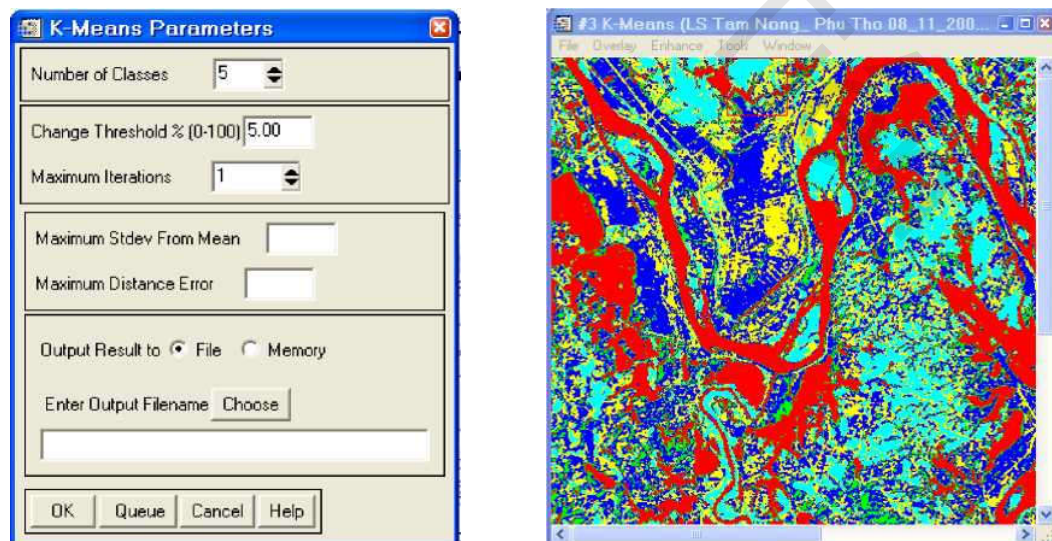 K-Means Parameters
Number of Classes 5
Change Threshold % (0-100) 5.00
Maximum Iterations 1
Maximum Stdev From Mean
Maximum Distance Error
Output Result to File Memory
Enter Output Filename Choose
OK Queue Cancel Help
#3 K-Means (LS Tam Nong_ Phu Tho 08_11_200...
File Overlay Enhance Tools Window